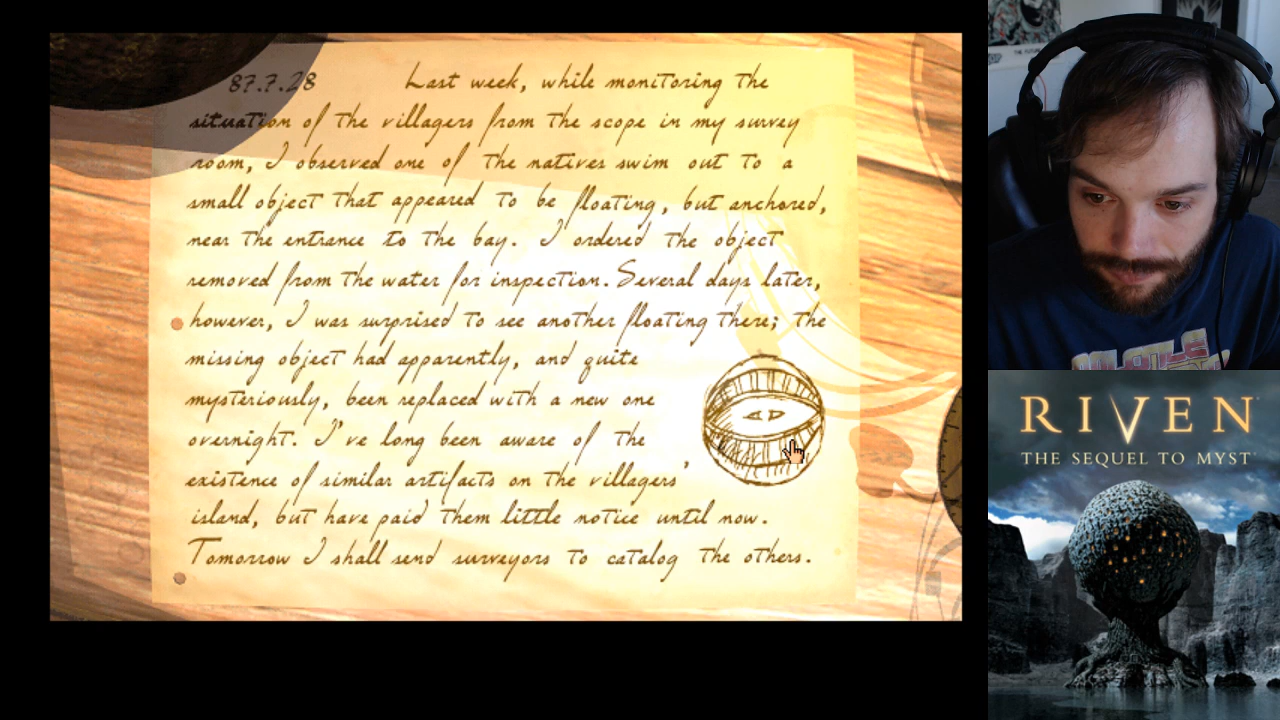 87.7.28 Last week, while monitoring the
situation of the villagers from the scope in my survey
room, I observed one of the natives swim out to a
small object that appeared to be floating, but anchored,
near the entrance to the bay. I ordered the object
removed from the water for inspection. Several days later,
however, I was surprised to see another floating there; the
missing object had apparently, and quite
mysteriously, been replaced with a new one
overnight. I've long been aware of the
existence of similar artifacts on the villagers'
island, but have paid them little notice until now.
Tomorrow I shall send surveyors to catalog the others.
RIVEN
THE SEQUEL TO MYST